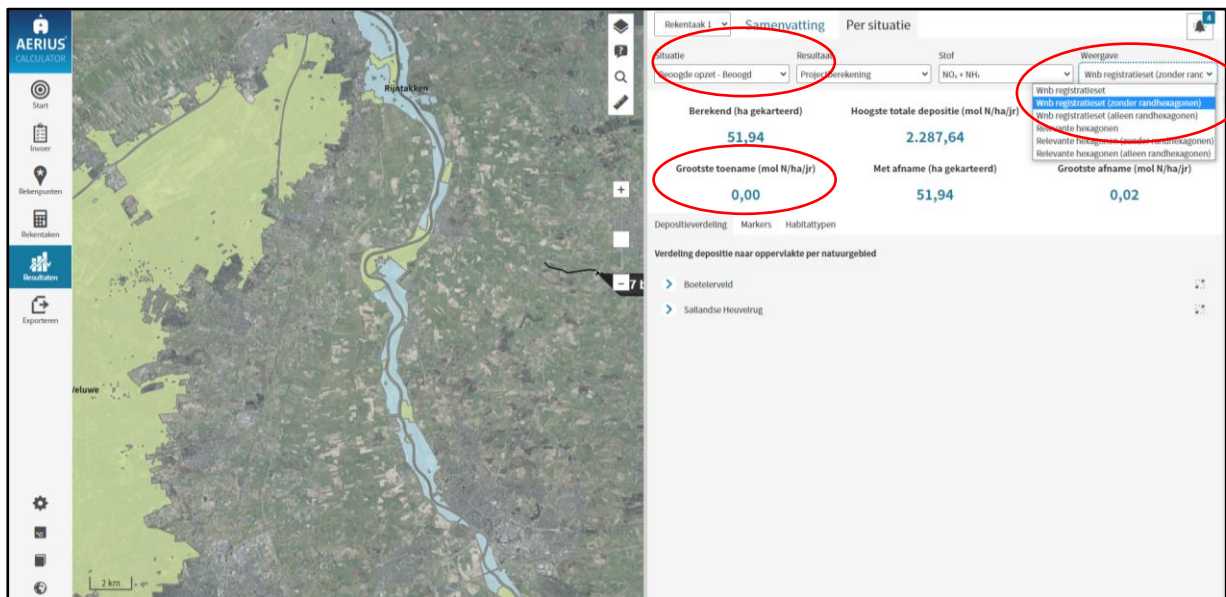 AERIUS®
CALCULATOR
Start
Invoer
Rekenpunten
Rekentaken
Resultaten
Exporteren
Rijntakken
Veluwe
2 km
+
−
Rekentaak 1
Samenvatting
Per situatie
4
Situatie
Resultaat
Stof
Weergave
Beoogde opzet - Beoogd
Projectberekening
NOₓ + NH₃
Wnb registratieset (zonder ranc
Wnb registratieset
Wnb registratieset (zonder randhexagonen)
Wnb registratieset (alleen randhexagonen)
Relevante hexagonen
Relevante hexagonen (zonder randhexagonen)
Relevante hexagonen (alleen randhexagonen)
Berekend (ha gekarteerd)
Hoogste totale depositie (mol N/ha/jr)
51,94
2.287,64
Grootste toename (mol N/ha/jr)
Met afname (ha gekarteerd)
Grootste afname (mol N/ha/jr)
0,00
51,94
0,02
Depositieverdeling
Markers
Habitattypen
Verdeling depositie naar oppervlakte per natuurgebied
Boetelerveld
Sallandse Heuvelrug